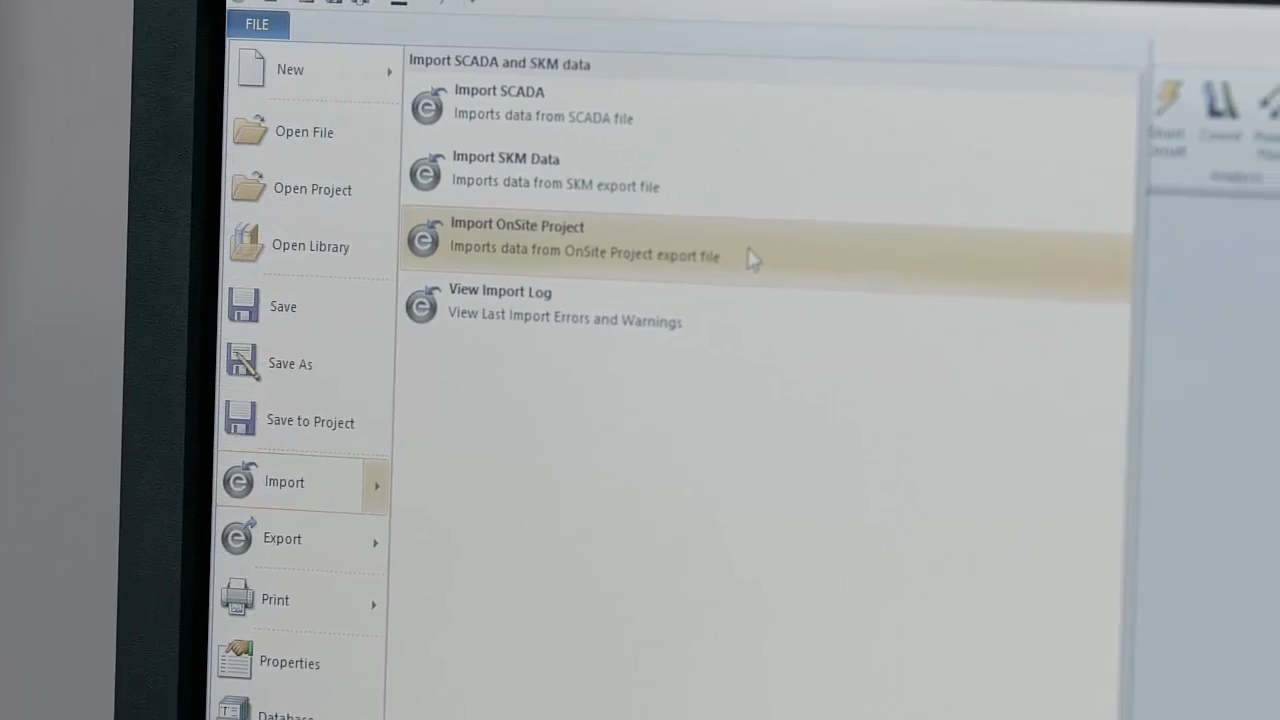 FILE
New
Open File
Open Project
Open Library
Save
Save As
Save to Project
Import
Export
Print
Properties
Database
Import SCADA and SKM data
Import SCADA
Imports data from SCADA file
Import SKM Data
Imports data from SKM export file
Import OnSite Project
Imports data from OnSite Project export file
View Import Log
View Last Import Errors and Warnings